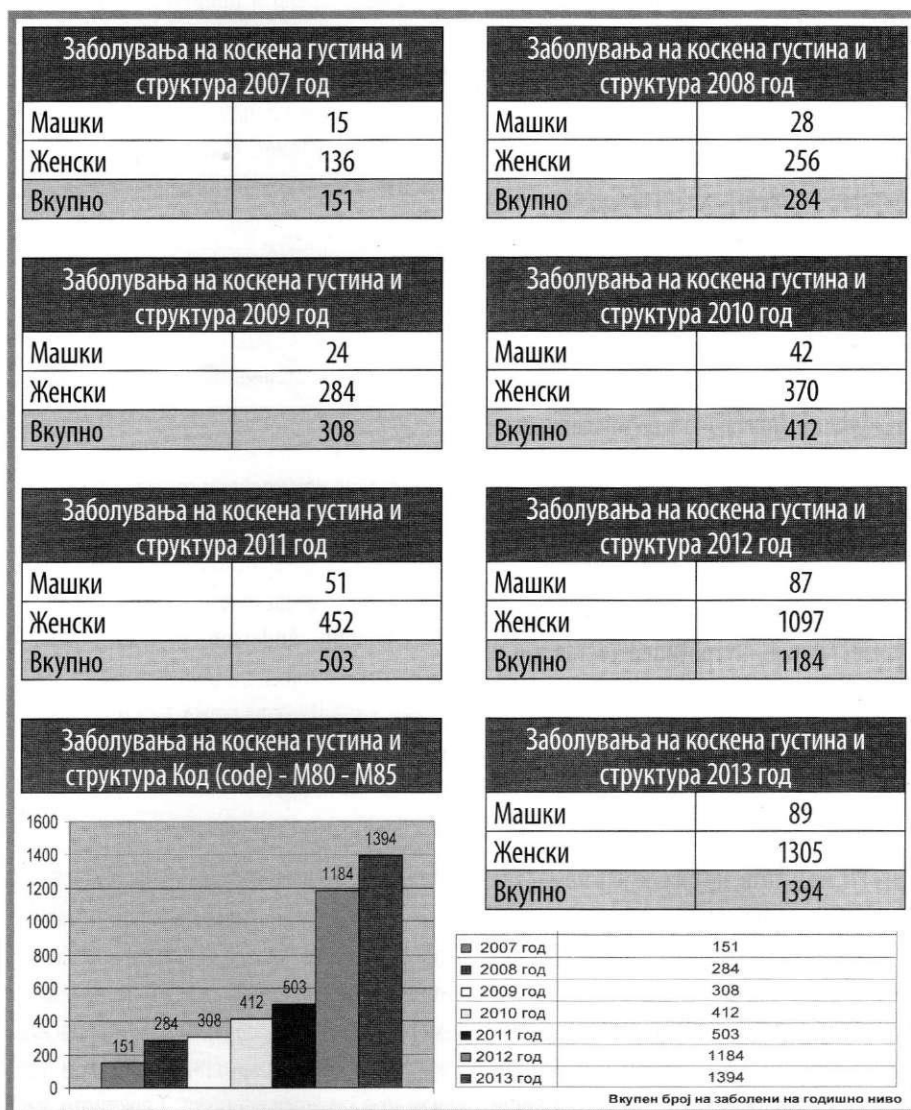 Заболувања на коскена густина и
структура 2007 год
Машки 15
Женски 136
Вкупно 151
Заболувања на коскена густина и
структура 2008 год
Машки 28
Женски 256
Вкупно 284
Заболувања на коскена густина и
структура 2009 год
Машки 24
Женски 284
Вкупно 308
Заболувања на коскена густина и
структура 2010 год
Машки 42
Женски 370
Вкупно 412
Заболувања на коскена густина и
структура 2011 год
Машки 51
Женски 452
Вкупно 503
Заболувања на коскена густина и
структура 2012 год
Машки 87
Женски 1097
Вкупно 1184
Заболувања на коскена густина и
структура Код (code) - M80 - M85
1600
1400
1200
1000
800
600
400
200
0
151
284
308
412
503
1184
1394
Заболувања на коскена густина и
структура 2013 год
Машки 89
Женски 1305
Вкупно 1394
2007 год 151
2008 год 284
2009 год 308
2010 год 412
2011 год 503
2012 год 1184
2013 год 1394
Вкупен број на заболени на годишно ниво